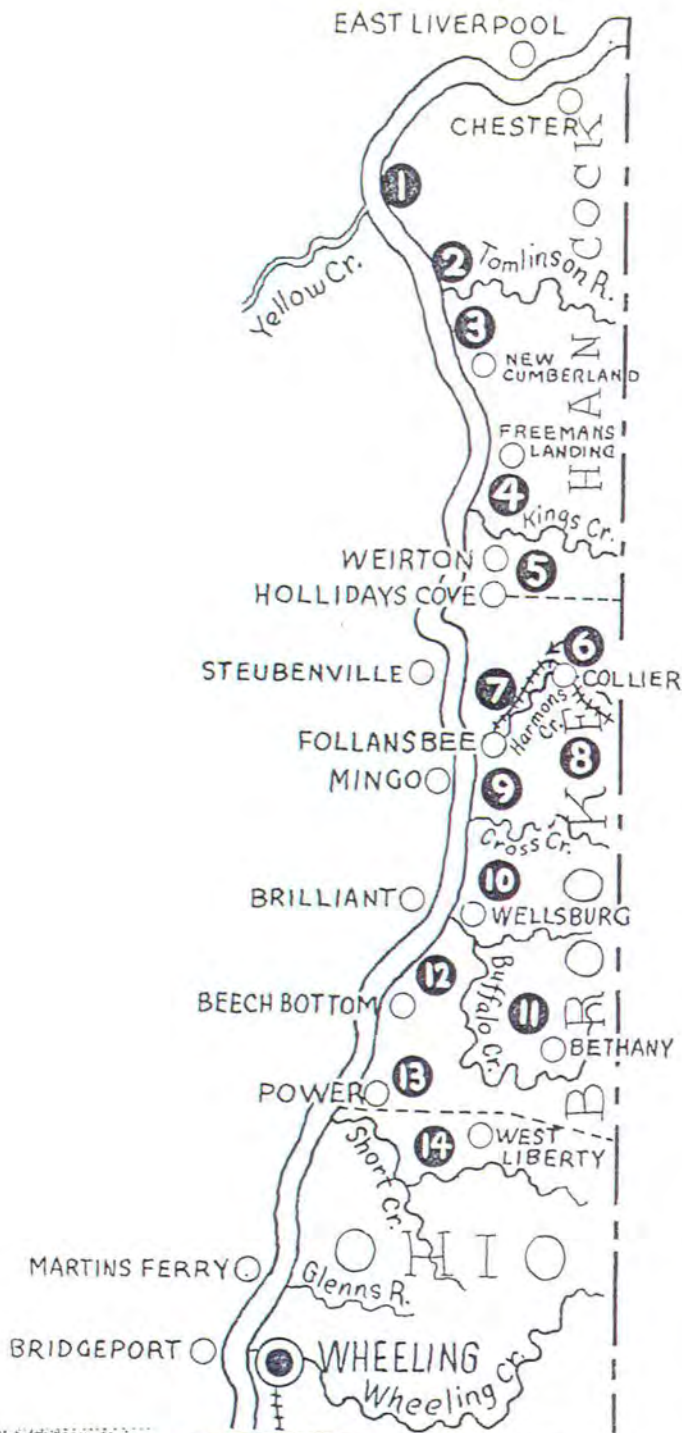 EAST LIVERPOOL
CHESTER
HANCOCK
1
Yellow Cr.
2
Tomlinson R.
3
NEW
CUMBERLAND
FREEMANS
LANDING
4
Kings Cr.
WEIRTON
5
HOLLIDAYS COVE
6
STEUBENVILLE
7
COLLIER
Harmons
Cr.
FOLLANSBEE
8
MINGO
9
BROOKE
Cross Cr.
10
BRILLIANT
WELLSBURG
12
Buffalo Cr.
BEECH BOTTOM
11
BETHANY
13
POWER
14
WEST
LIBERTY
Short Cr.
OHIO
MARTINS FERRY
Glenns R.
BRIDGEPORT
WHEELING
Wheeling Cr.